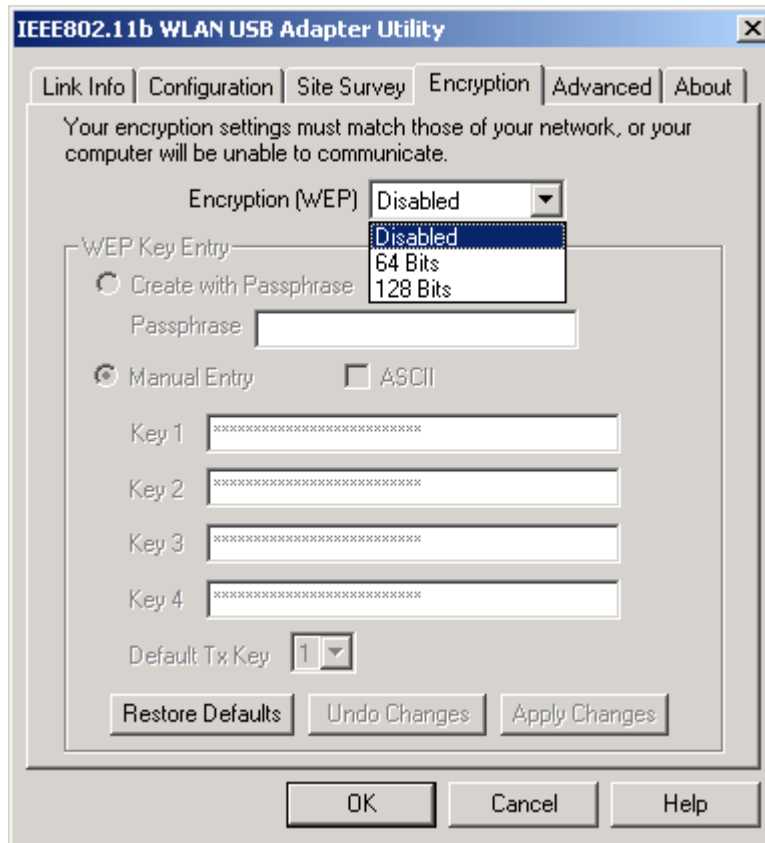 IEEE802.11b WLAN USB Adapter Utility
Link Info Configuration Site Survey Encryption Advanced About
Your encryption settings must match those of your network, or your
computer will be unable to communicate.
Encryption (WEP) Disabled
Disabled
64 Bits
128 Bits
WEP Key Entry
Create with Passphrase
Passphrase
Manual Entry ASCII
Key 1 **************************
Key 2 **************************
Key 3 **************************
Key 4 **************************
Default Tx Key 1
Restore Defaults Undo Changes Apply Changes
OK Cancel Help